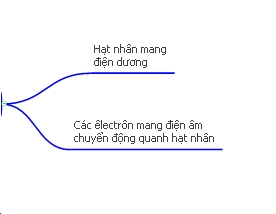 Hạt nhân mang
điện dương
Các êlectrôn mang điện âm
chuyển động quanh hạt nhân